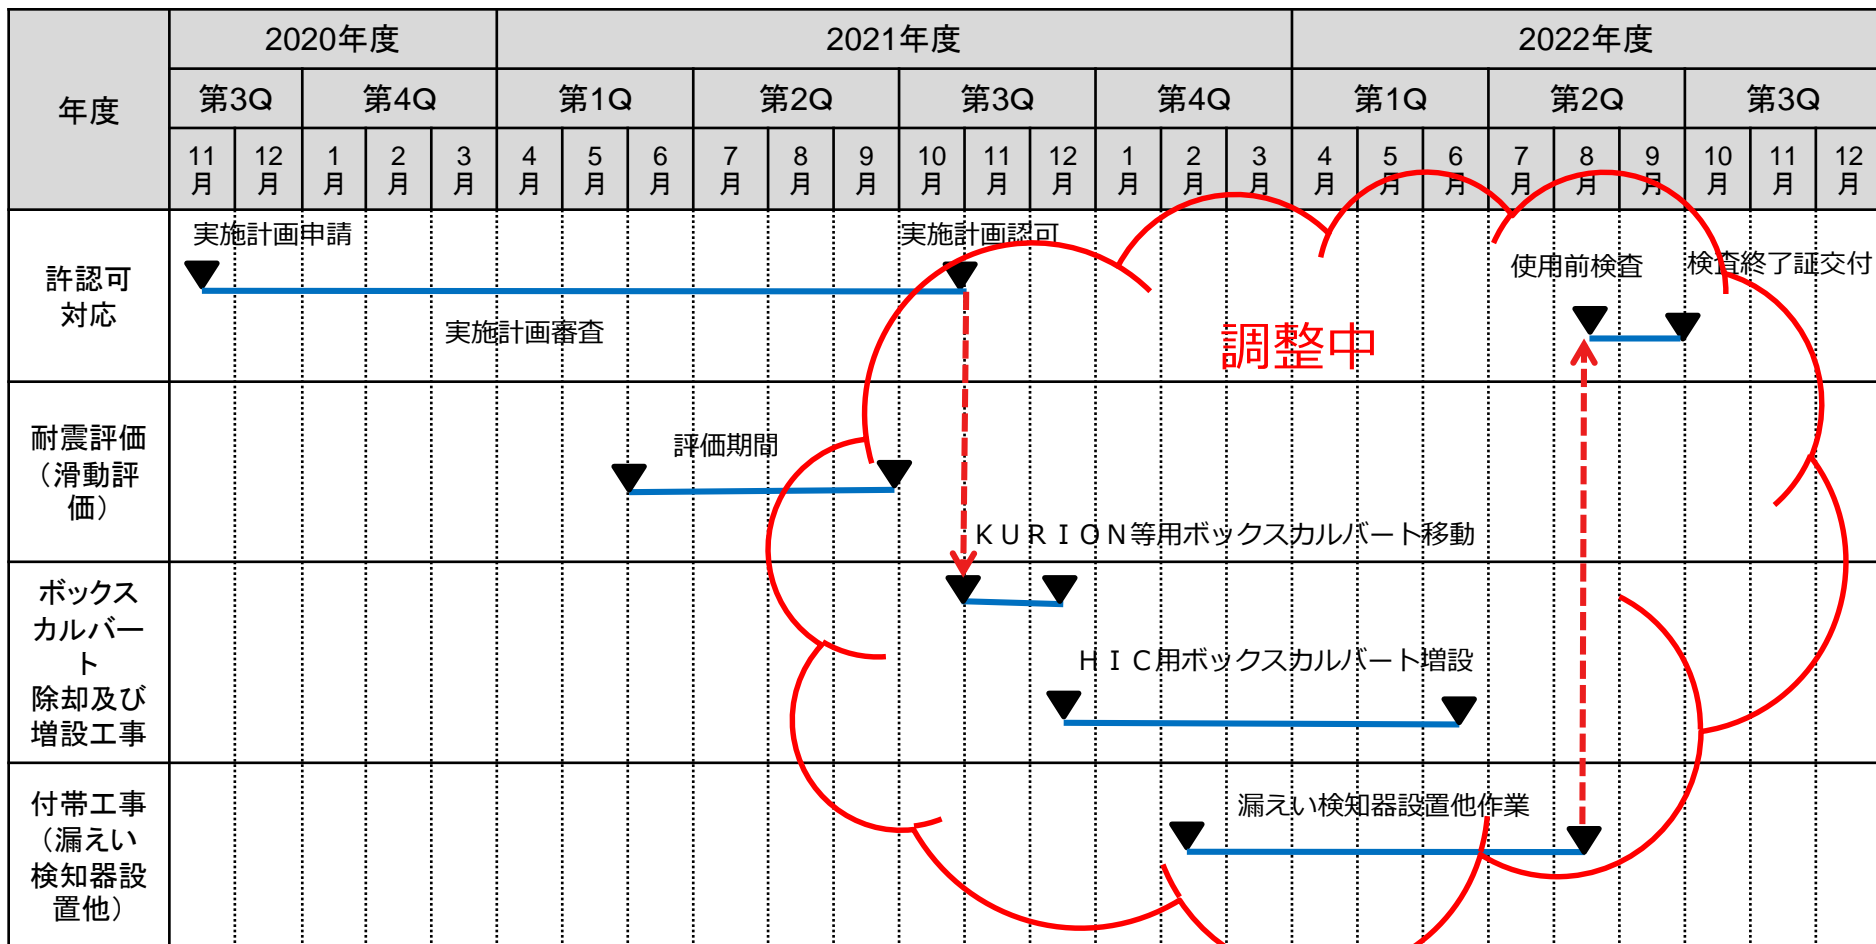 年度
2020年度
2021年度
2022年度
第3Q
第4Q
第1Q
第2Q
第3Q
第4Q
第1Q
第2Q
第3Q
11月
12月
1月
2月
3月
4月
5月
6月
7月
8月
9月
10月
11月
12月
1月
2月
3月
4月
5月
6月
7月
8月
9月
10月
11月
12月
許認可
対応
実施計画申請
実施計画認可
実施計画審査
使用前検査
検査終了証交付
調整中
耐震評価
（滑動評
価）
評価期間
ＫＵＲＩＯＮ等用ボックスカルバート移動
ボックス
カルバー
ト
除却及び
増設工事
ＨＩＣ用ボックスカルバート増設
付帯工事
（漏えい
検知器設
置他）
漏えい検知器設置他作業